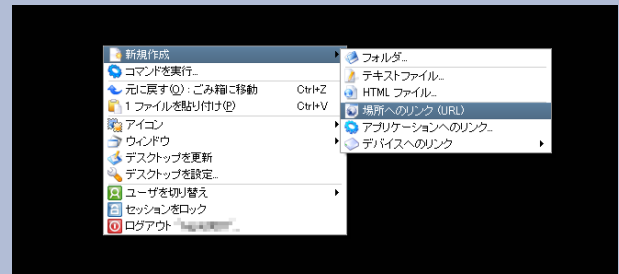 新規作成
コマンドを実行...
元に戻す(O) : ごみ箱に移動 Ctrl+Z
1 ファイルを貼り付け(P) Ctrl+V
アイコン
ウィンドウ
デスクトップを更新
デスクトップを設定...
ユーザを切り替え
セッションをロック
ログアウト
フォルダ...
テキストファイル...
HTML ファイル...
場所へのリンク (URL)
アプリケーションへのリンク...
デバイスへのリンク